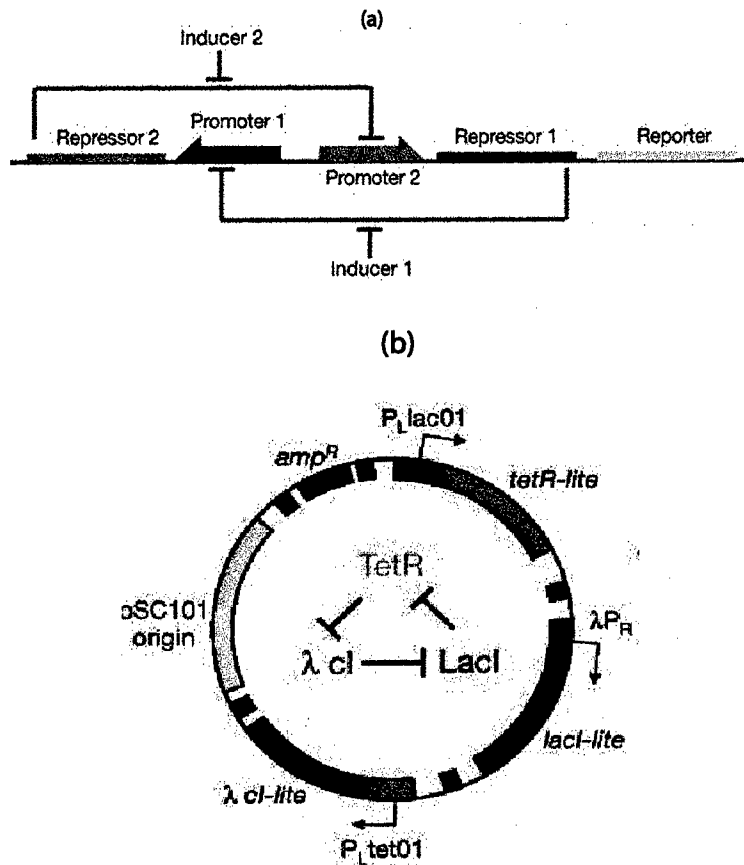 (a)
Inducer 2
Repressor 2
Promoter 1
Repressor 1
Reporter
Promoter 2
Inducer 1
(b)
PLlac01
ampR
tetR-lite
TetR
λPR
pSC101
origin
λ cI
LacI
lacI-lite
λ cI-lite
PLtet01